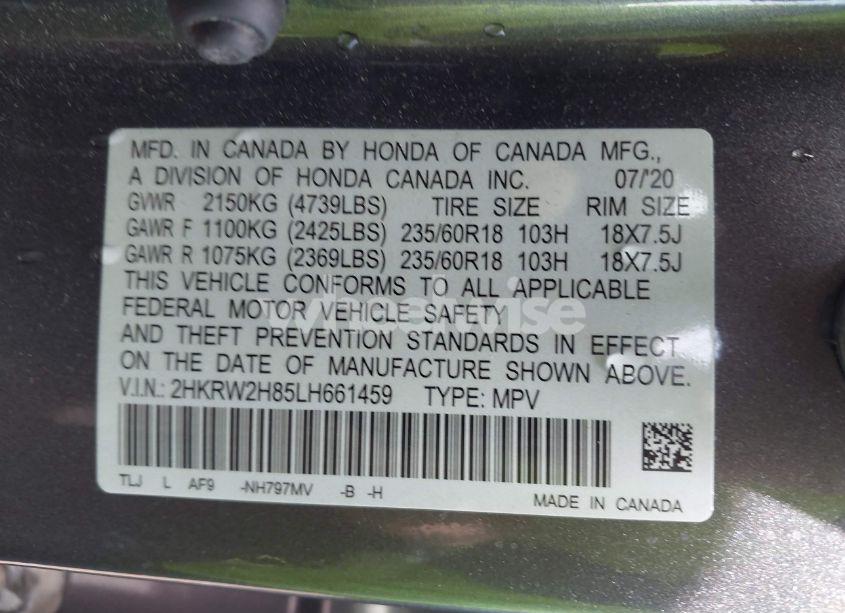 MFD. IN CANADA BY HONDA OF CANADA MFG.,
A DIVISION OF HONDA CANADA INC. 07/'20
GVWR 2150KG (4739LBS) TIRE SIZE RIM SIZE
GAWR F 1100KG (2425LBS) 235/60R18 103H 18X7.5J
GAWR R 1075KG (2369LBS) 235/60R18 103H 18X7.5J
THIS VEHICLE CONFORMS TO ALL APPLICABLE
FEDERAL MOTOR VEHICLE SAFETY
wheelwise
AND THEFT PREVENTION STANDARDS IN EFFECT
ON THE DATE OF MANUFACTURE SHOWN ABOVE.
V.I.N.: 2HKRW2H85LH661459 TYPE: MPV
TLJ L AF9 -NH797MV -B -H
MADE IN CANADA